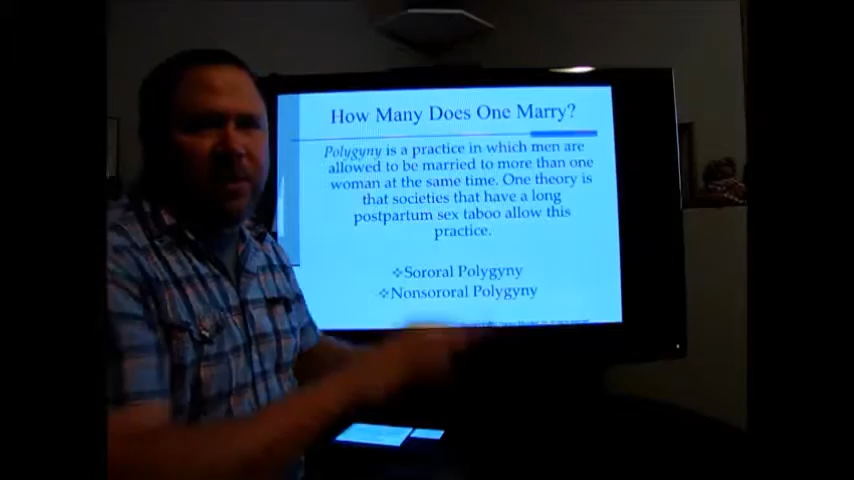 How Many Does One Marry?
Polygyny is a practice in which men are
allowed to be married to more than one
woman at the same time. One theory is
that societies that have a long
postpartum sex taboo allow this
practice.
❖Sororal Polygyny
❖Nonsororal Polygyny